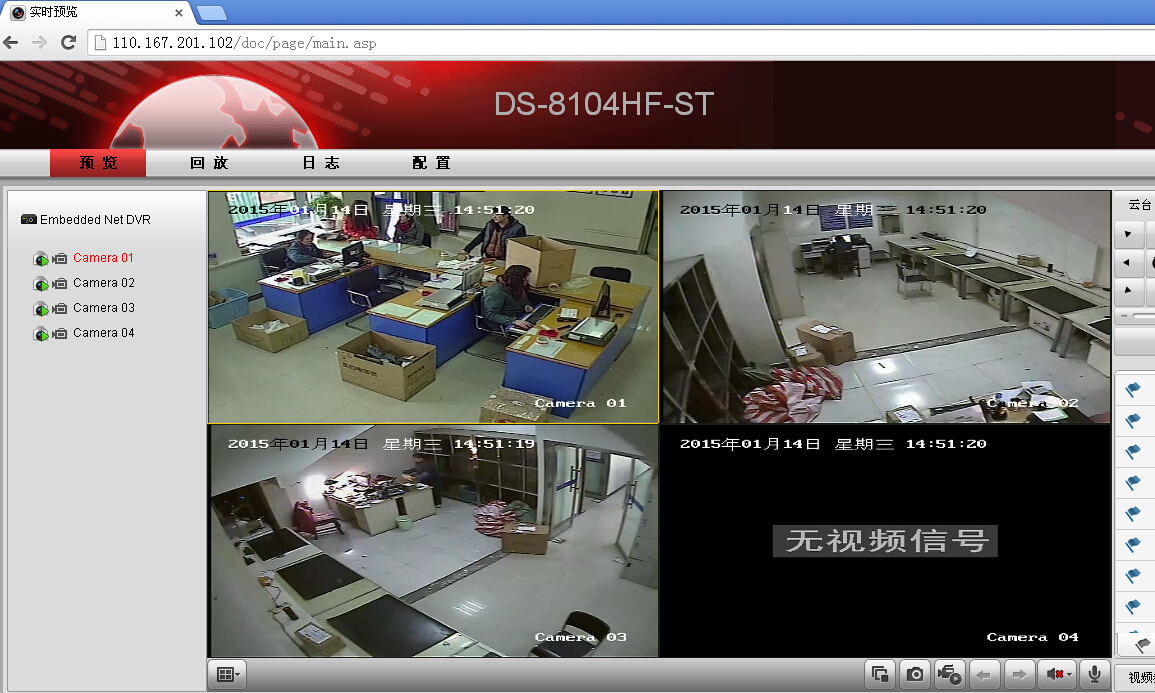 实时预览
110.167.201.102/doc/page/main.asp
DS-8104HF-ST
预览 回放 日志 配置
Embedded Net DVR
Camera 01
Camera 02
Camera 03
Camera 04
云台
2015年01月14日 星期三 14:51:20
Camera 01
2015年01月14日 星期三 14:51:20
Camera 02
2015年01月14日 星期三 14:51:19
Camera 03
2015年01月14日 星期三 14:51:20
无视频信号
Camera 04
视频